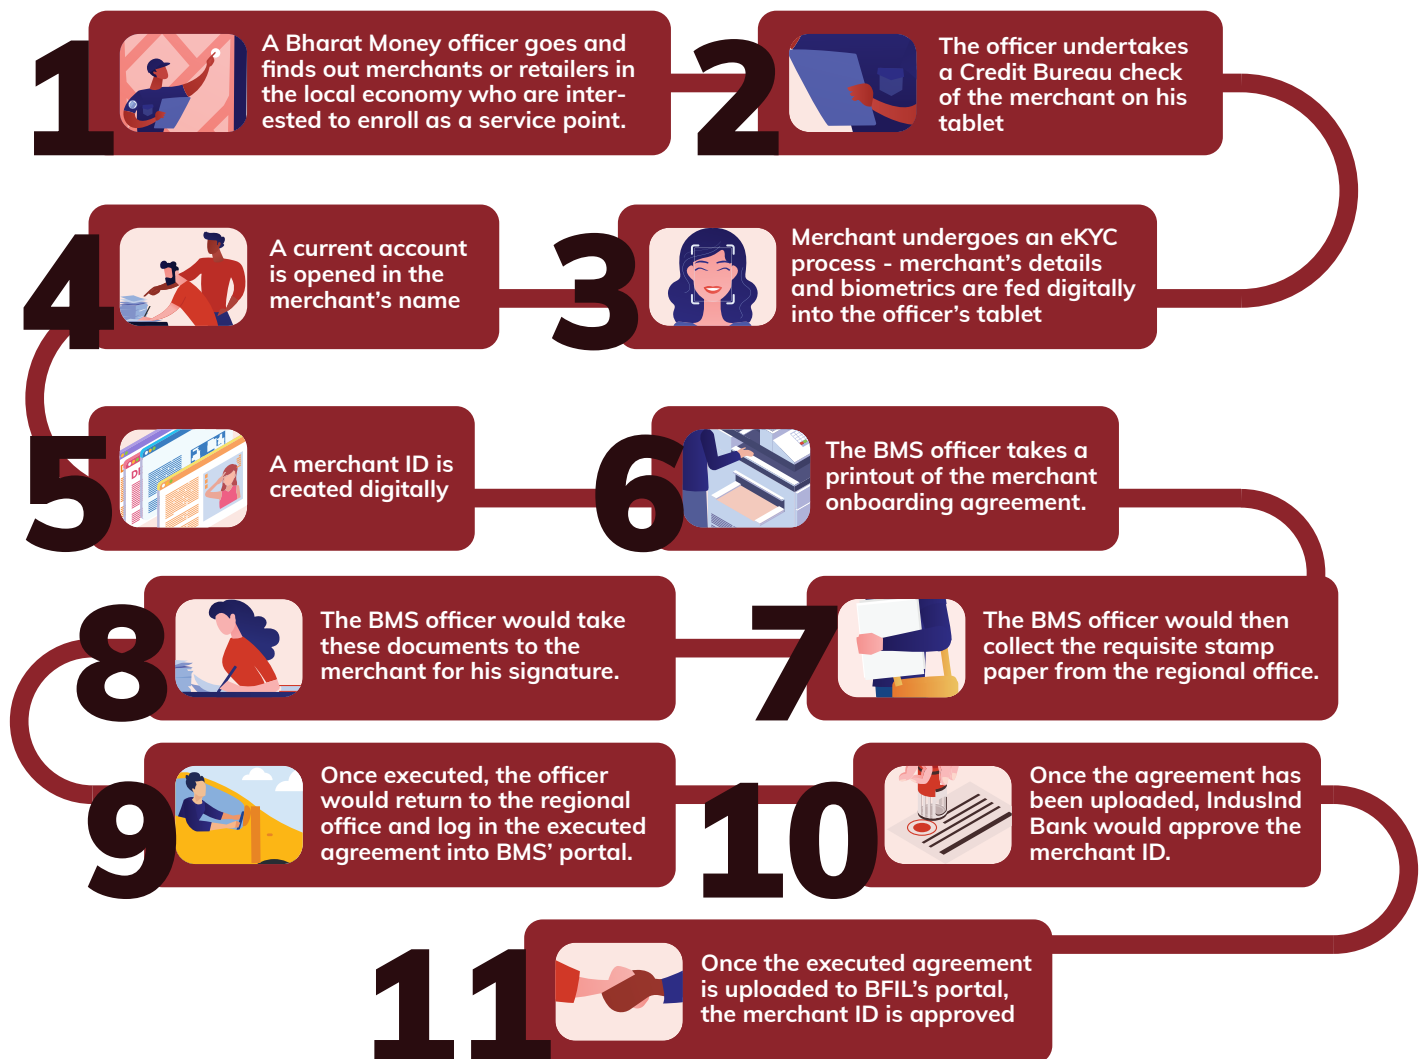 1
A Bharat Money officer goes and
finds out merchants or retailers in
the local economy who are inter-
ested to enroll as a service point.
2
The officer undertakes
a Credit Bureau check
of the merchant on his
tablet
3
Merchant undergoes an eKYC
process - merchant’s details
and biometrics are fed digitally
into the officer’s tablet
4
A current account
is opened in the
merchant’s name
5
A merchant ID is
created digitally
6
The BMS officer takes a
printout of the merchant
onboarding agreement.
7
The BMS officer would then
collect the requisite stamp
paper from the regional office.
8
The BMS officer would take
these documents to the
merchant for his signature.
9
Once executed, the officer
would return to the regional
office and log in the executed
agreement into BMS’ portal.
10
Once the agreement has
been uploaded, IndusInd
Bank would approve the
merchant ID.
11
Once the executed agreement
is uploaded to BFIL’s portal,
the merchant ID is approved